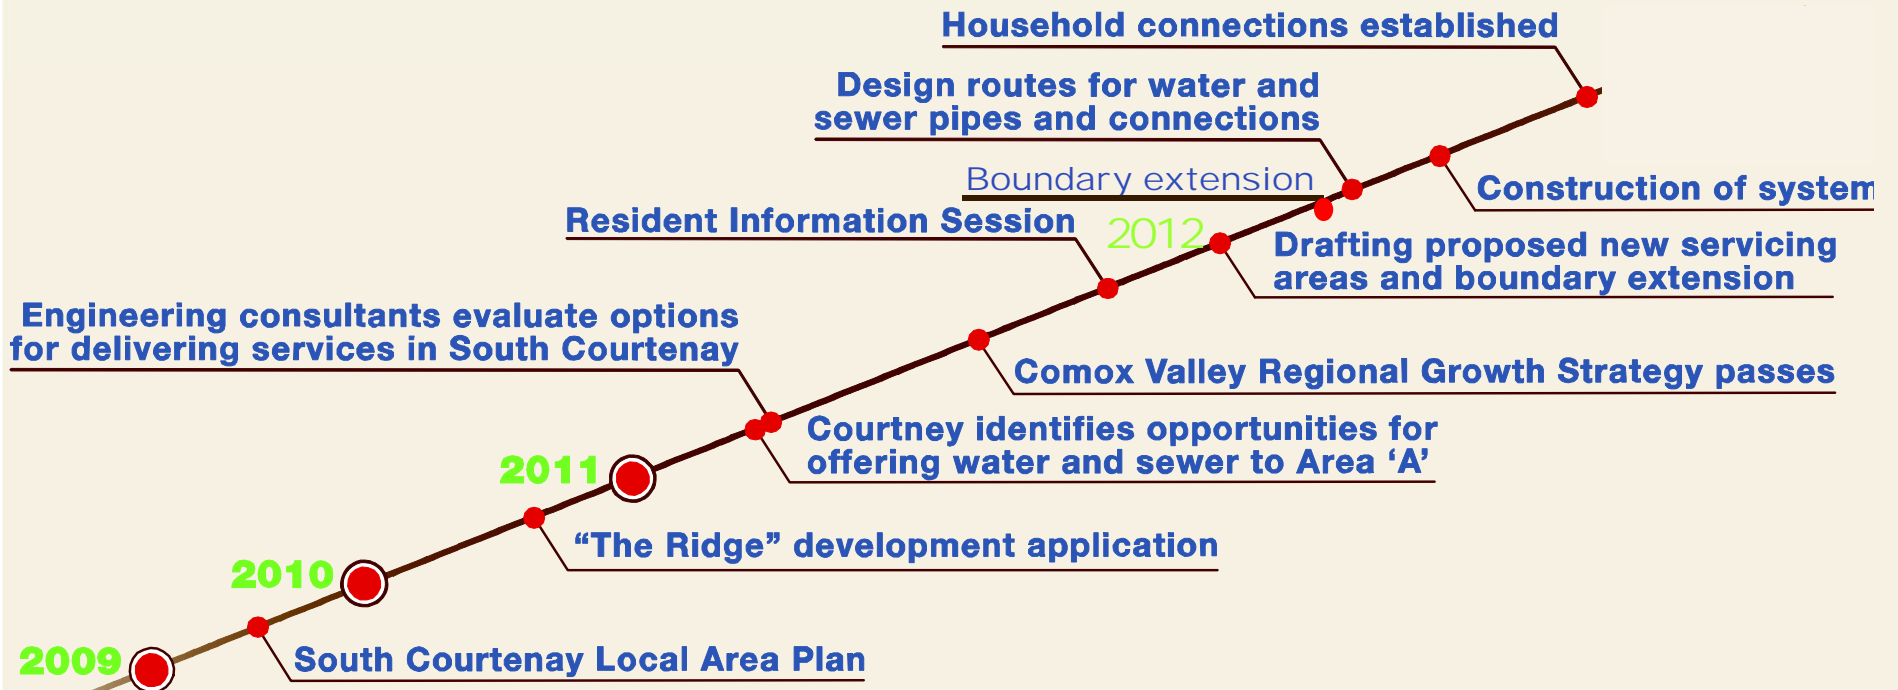 Household connections established
Design routes for water and
sewer pipes and connections
Boundary extension
Construction of system
Resident Information Session
2012
Drafting proposed new servicing
areas and boundary extension
Engineering consultants evaluate options
for delivering services in South Courtenay
Comox Valley Regional Growth Strategy passes
Courtney identifies opportunities for
offering water and sewer to Area ‘A’
2011
“The Ridge” development application
2010
2009
South Courtenay Local Area Plan